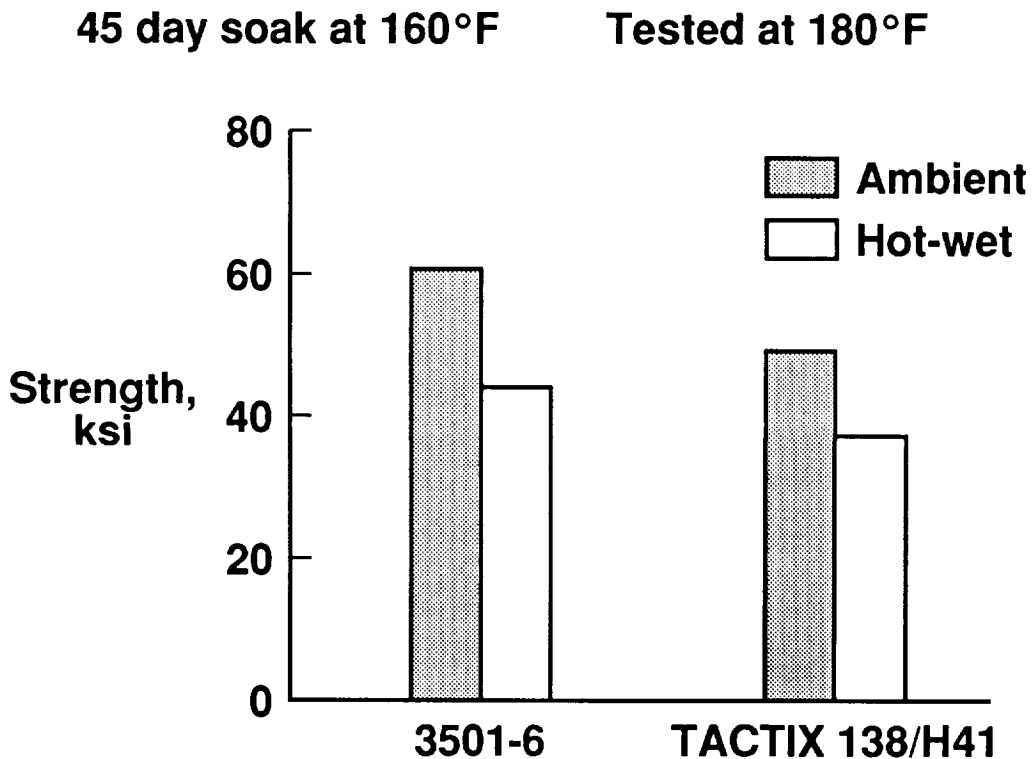 45 day soak at 160°F Tested at 180°F
80
Ambient
Hot-wet
60
Strength,
ksi
40
20
0
3501-6 TACTIX 138/H41